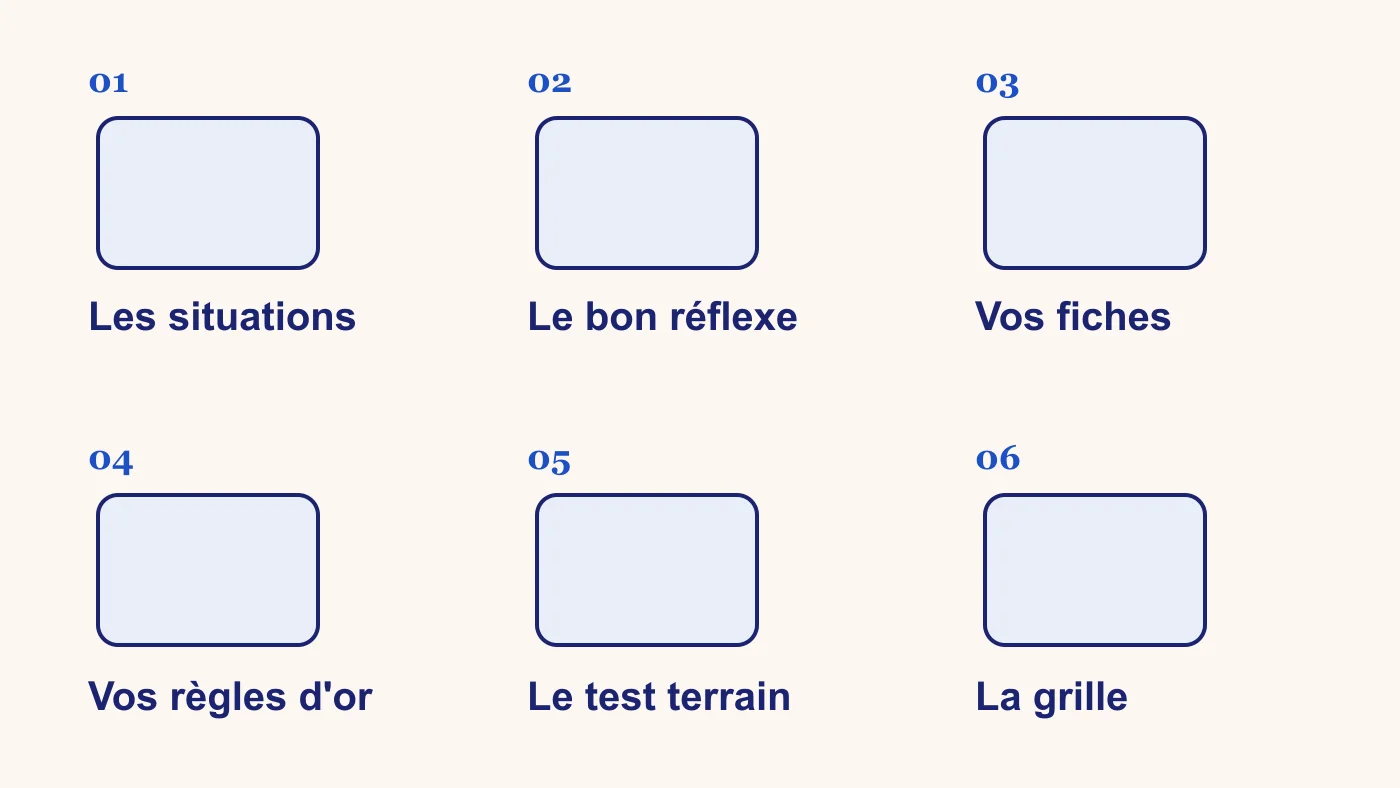 01
02
03
Les situations
Le bon réflexe
Vos fiches
04
05
06
Vos règles d'or
Le test terrain
La grille